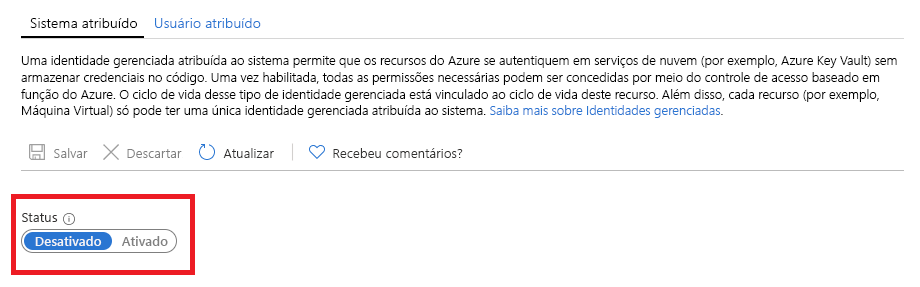 Sistema atribuído Usuário atribuído
Uma identidade gerenciada atribuída ao sistema permite que os recursos do Azure se autentiquem em serviços de nuvem (por exemplo, Azure Key Vault) sem
armazenar credenciais no código. Uma vez habilitada, todas as permissões necessárias podem ser concedidas por meio do controle de acesso baseado em
função do Azure. O ciclo de vida desse tipo de identidade gerenciada está vinculado ao ciclo de vida deste recurso. Além disso, cada recurso (por exemplo,
Máquina Virtual) só pode ter uma única identidade gerenciada atribuída ao sistema. Saiba mais sobre Identidades gerenciadas.
Salvar Descartar Atualizar Recebeu comentários?
Status
Desativado Ativado